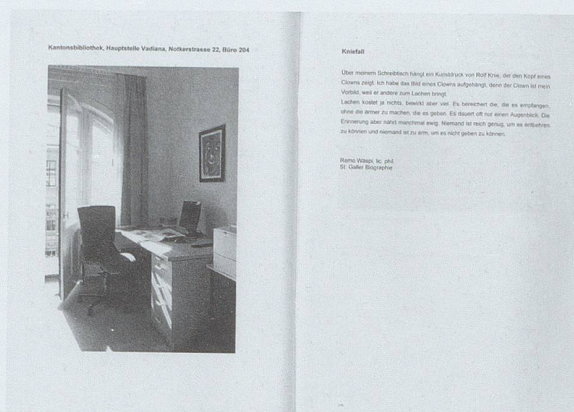 Kantonsbibliothek, Hauptstelle Vadiana, Notkerstrasse 22, Büro 204
Kniefall
Über meinem Schreibtisch hängt ein Kunstdruck von Rolf Knie, der den Kopf eines
Clowns zeigt. Ich habe das Bild eines Clowns aufgehängt, denn der Clown ist mein
Vorbild, weil er andere zum Lachen bringt.
Lachen kostet ja nichts, bewirkt aber viel. Es bereichert die, die es empfangen,
ohne die ärmer zu machen, die es geben. Es dauert oft nur einen Augenblick. Die
Erinnerung aber währt manchmal ewig. Niemand ist reich genug, um es entbehren
zu können und niemand ist zu arm, um es nicht geben zu können.
Remo Wäspi, lic. phil.
St. Galler Biographie